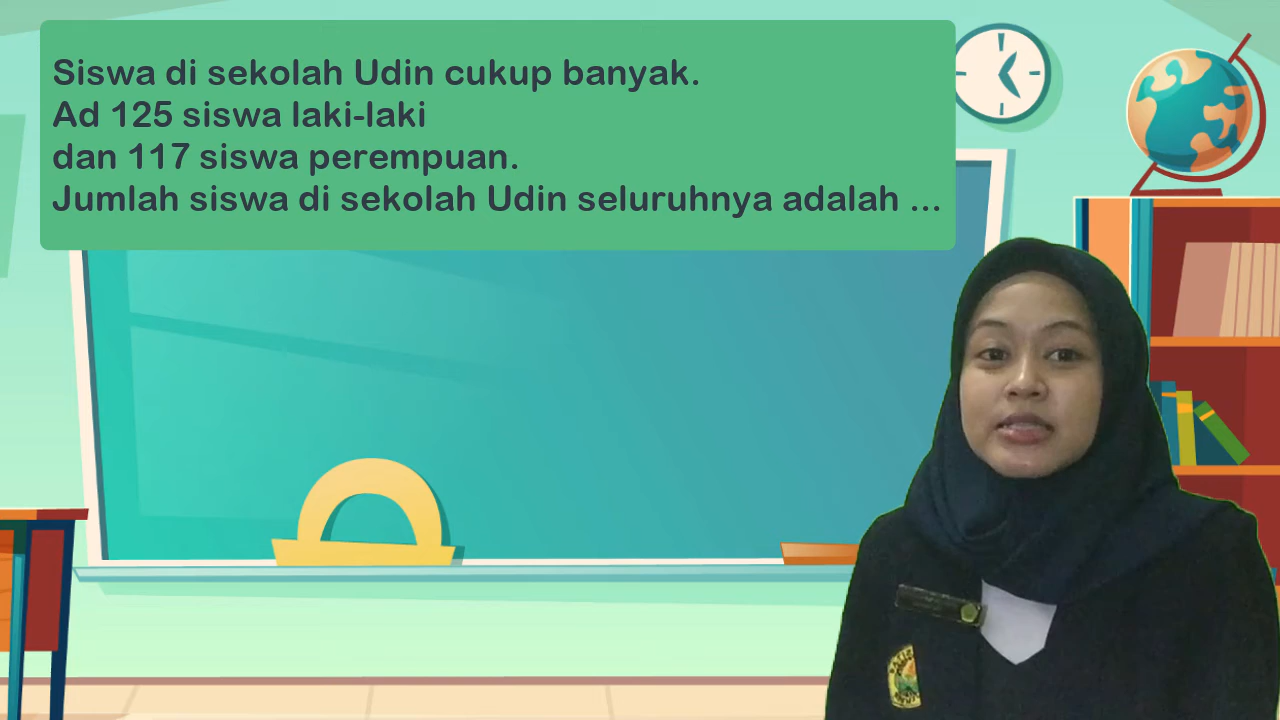 Siswa di sekolah Udin cukup banyak.
Ad 125 siswa laki-laki
dan 117 siswa perempuan.
Jumlah siswa di sekolah Udin seluruhnya adalah ...